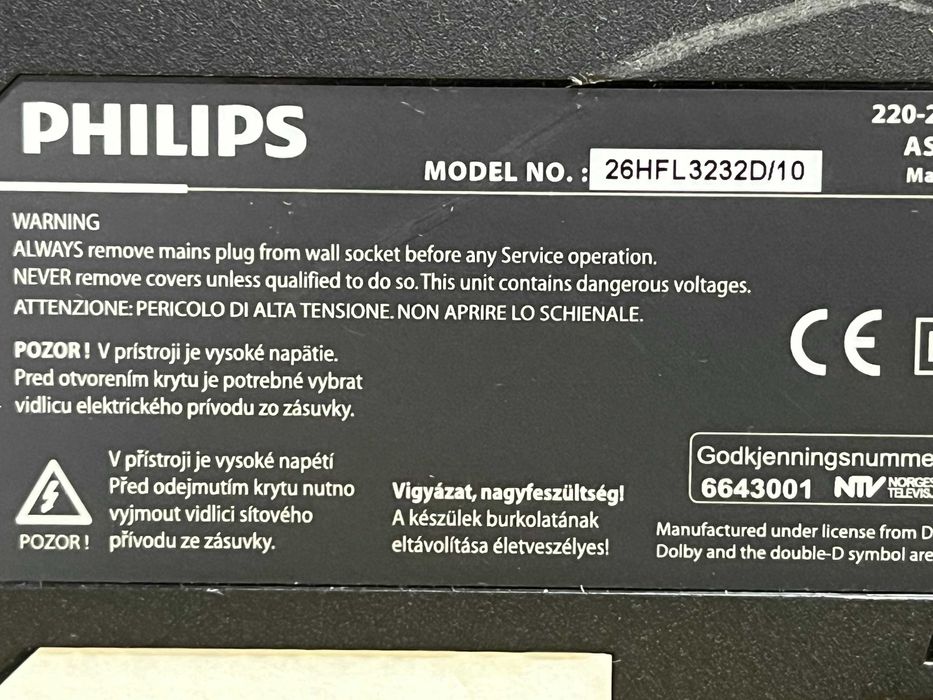 PHILIPS
MODEL NO. : 26HFL3232D/10
220-2
AS
Ma
WARNING
ALWAYS remove mains plug from wall socket before any Service operation.
NEVER remove covers unless qualified to do so. This unit contains dangerous voltages.
ATTENZIONE: PERICOLO DI ALTA TENSIONE. NON APRIRE LO SCHIENALE.
POZOR! V prístroji je vysoké napätie.
Pred otvorením krytu je potrebné vybrat
vidlicu elektrického prívodu zo zásuvky.
CE
POZOR!
V přístroji je vysoké napétí
Před odejmutím krytu nutno
vyjmout vidlici sítového
přívodu ze zásuvky.
Vigyázat, nagyfeszültség!
A készülek burkolatának
eltávolítása életveszélyes!
Godkjenningsnumme
6643001 NTV NORGES
TELEVISJ
Manufactured under license from D
Dolby and the double-D symbol are